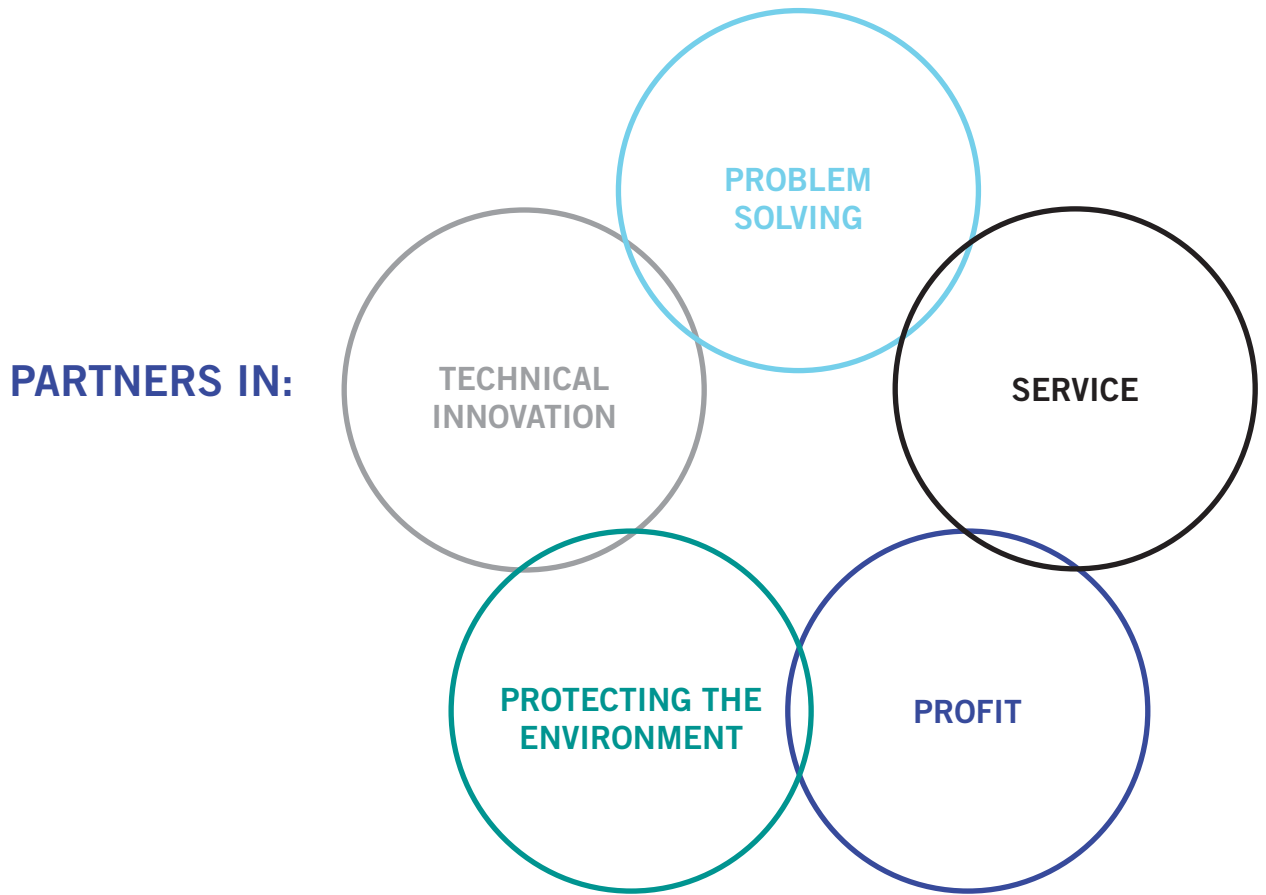 PARTNERS IN:
PROBLEM
SOLVING
TECHNICAL
INNOVATION
SERVICE
PROTECTING THE
ENVIRONMENT
PROFIT